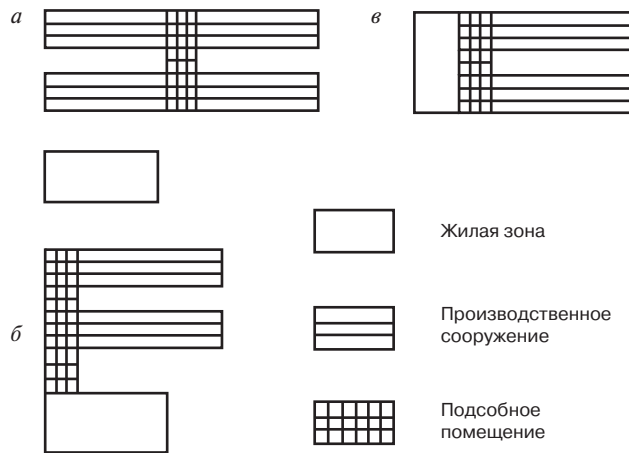 а
в
Жилая зона
Производственное
сооружение
б
Подсобное
помещение